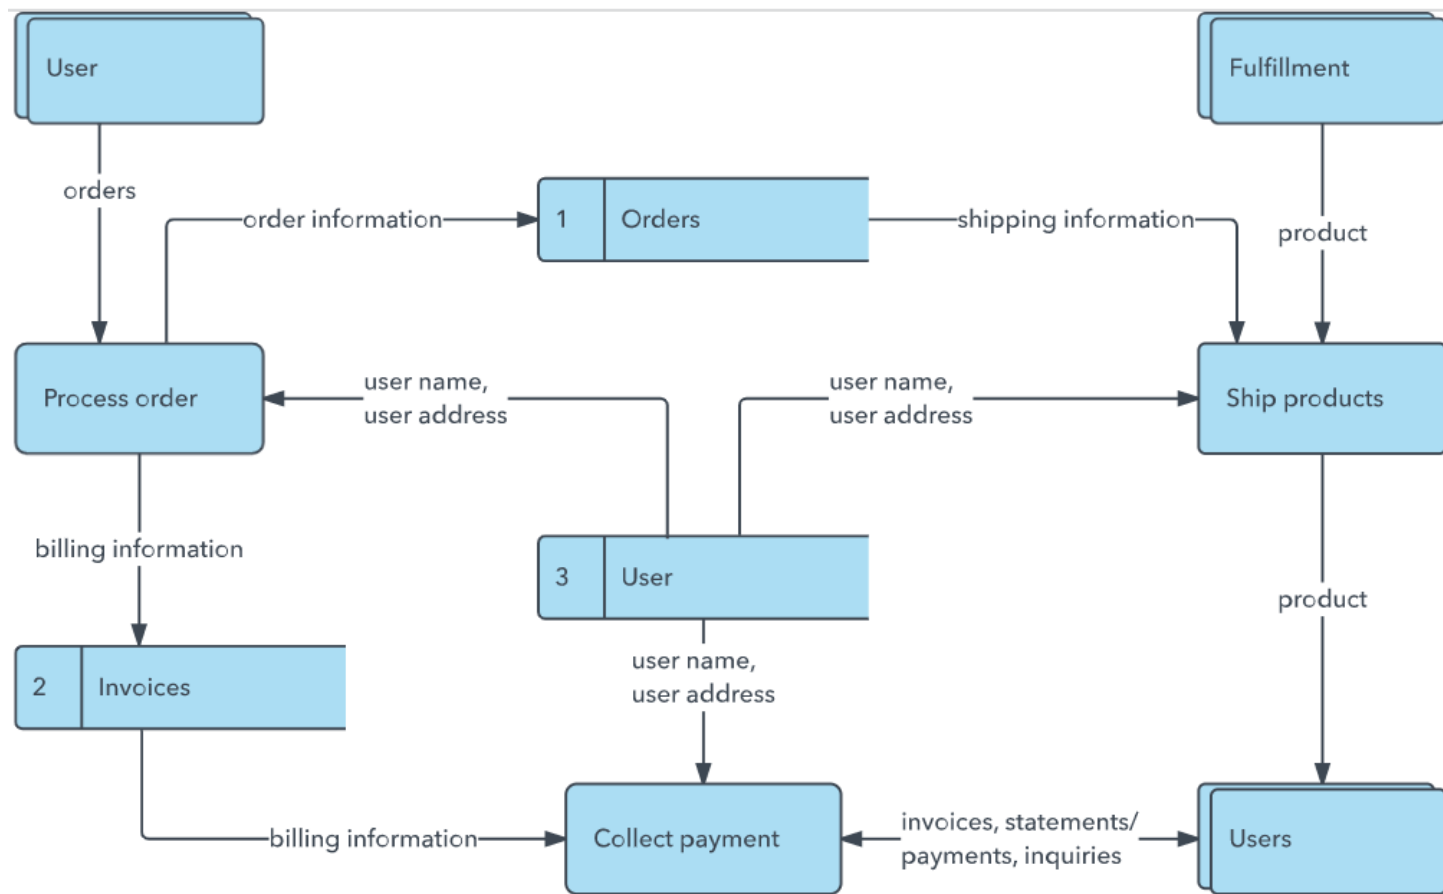 User
Fulfillment
orders
order information
1
Orders
shipping information
product
Process order
user name,
user address
user name,
user address
Ship products
billing information
3
User
product
user name,
user address
2
Invoices
billing information
Collect payment
invoices, statements/
payments, inquiries
Users